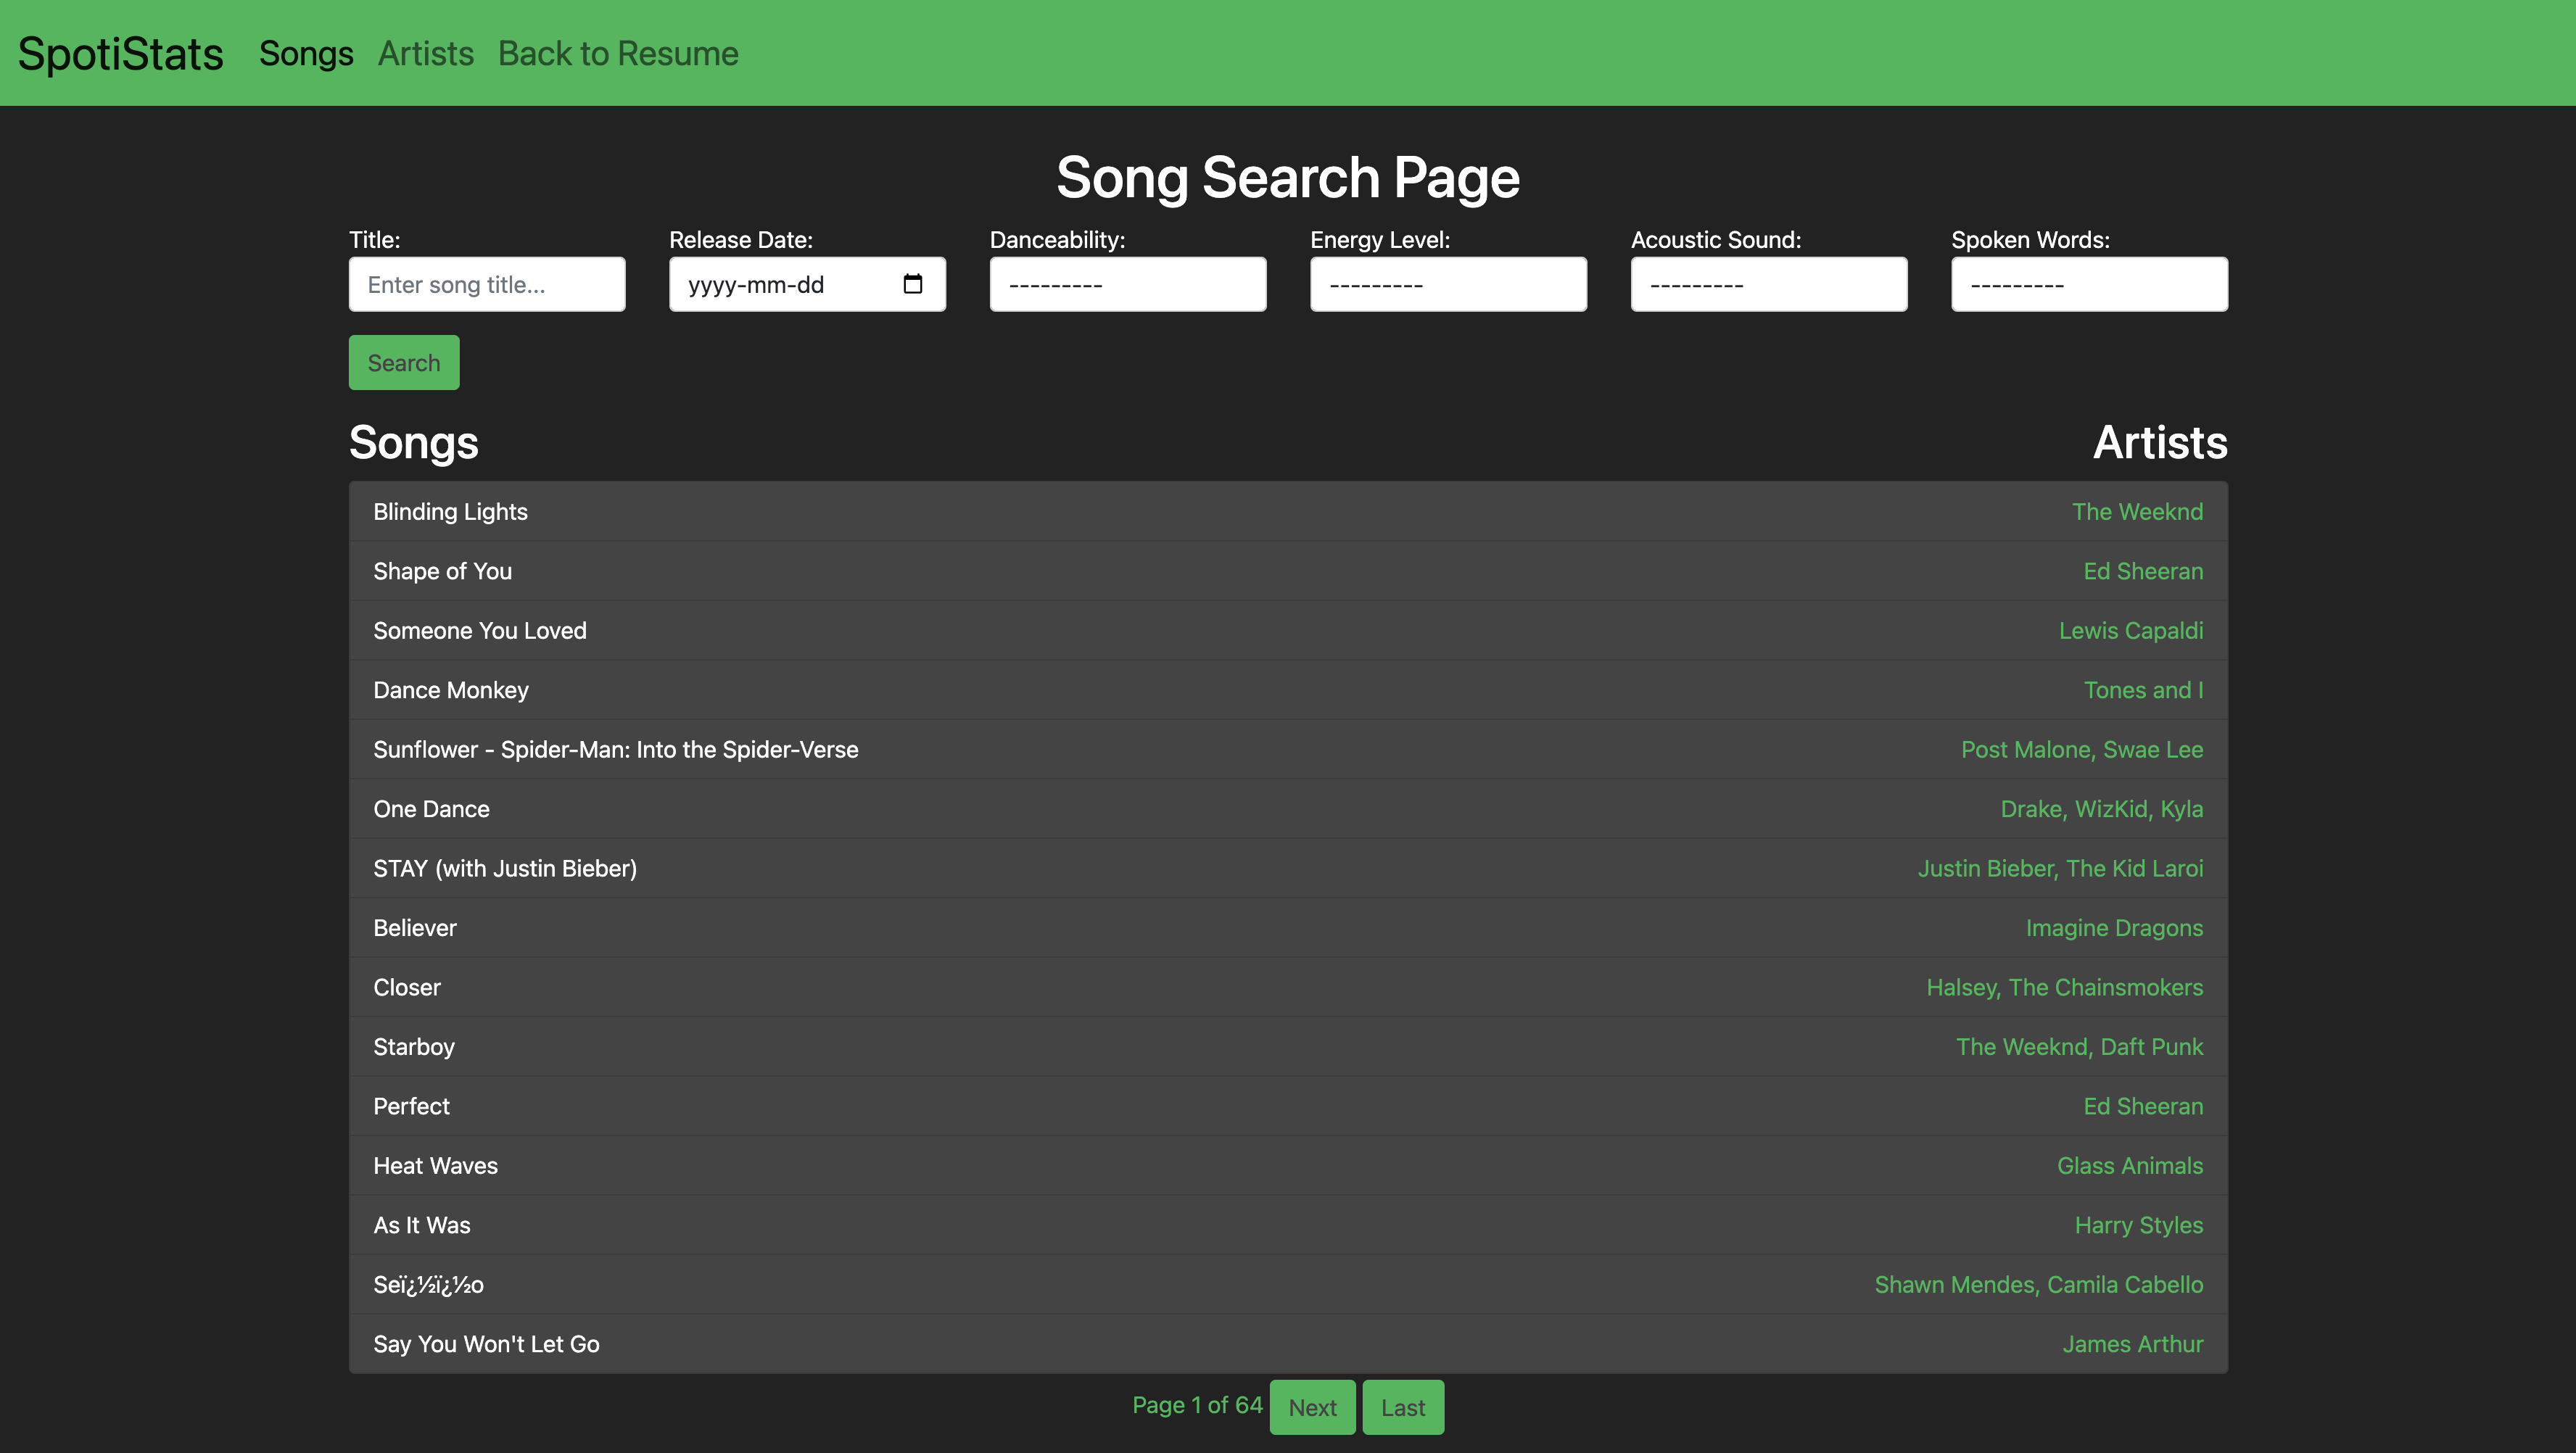 SpotiStats Songs Artists Back to Resume
Song Search Page
Title: Release Date: Danceability: Energy Level: Acoustic Sound: Spoken Words:
Enter song title... yyyy-mm-dd --------- --------- --------- ---------
Search
Songs Artists
Blinding Lights The Weeknd
Shape of You Ed Sheeran
Someone You Loved Lewis Capaldi
Dance Monkey Tones and I
Sunflower - Spider-Man: Into the Spider-Verse Post Malone, Swae Lee
One Dance Drake, WizKid, Kyla
STAY (with Justin Bieber) Justin Bieber, The Kid Laroi
Believer Imagine Dragons
Closer Halsey, The Chainsmokers
Starboy The Weeknd, Daft Punk
Perfect Ed Sheeran
Heat Waves Glass Animals
As It Was Harry Styles
Seï¿½ï¿½o Shawn Mendes, Camila Cabello
Say You Won't Let Go James Arthur
Page 1 of 64 Next Last